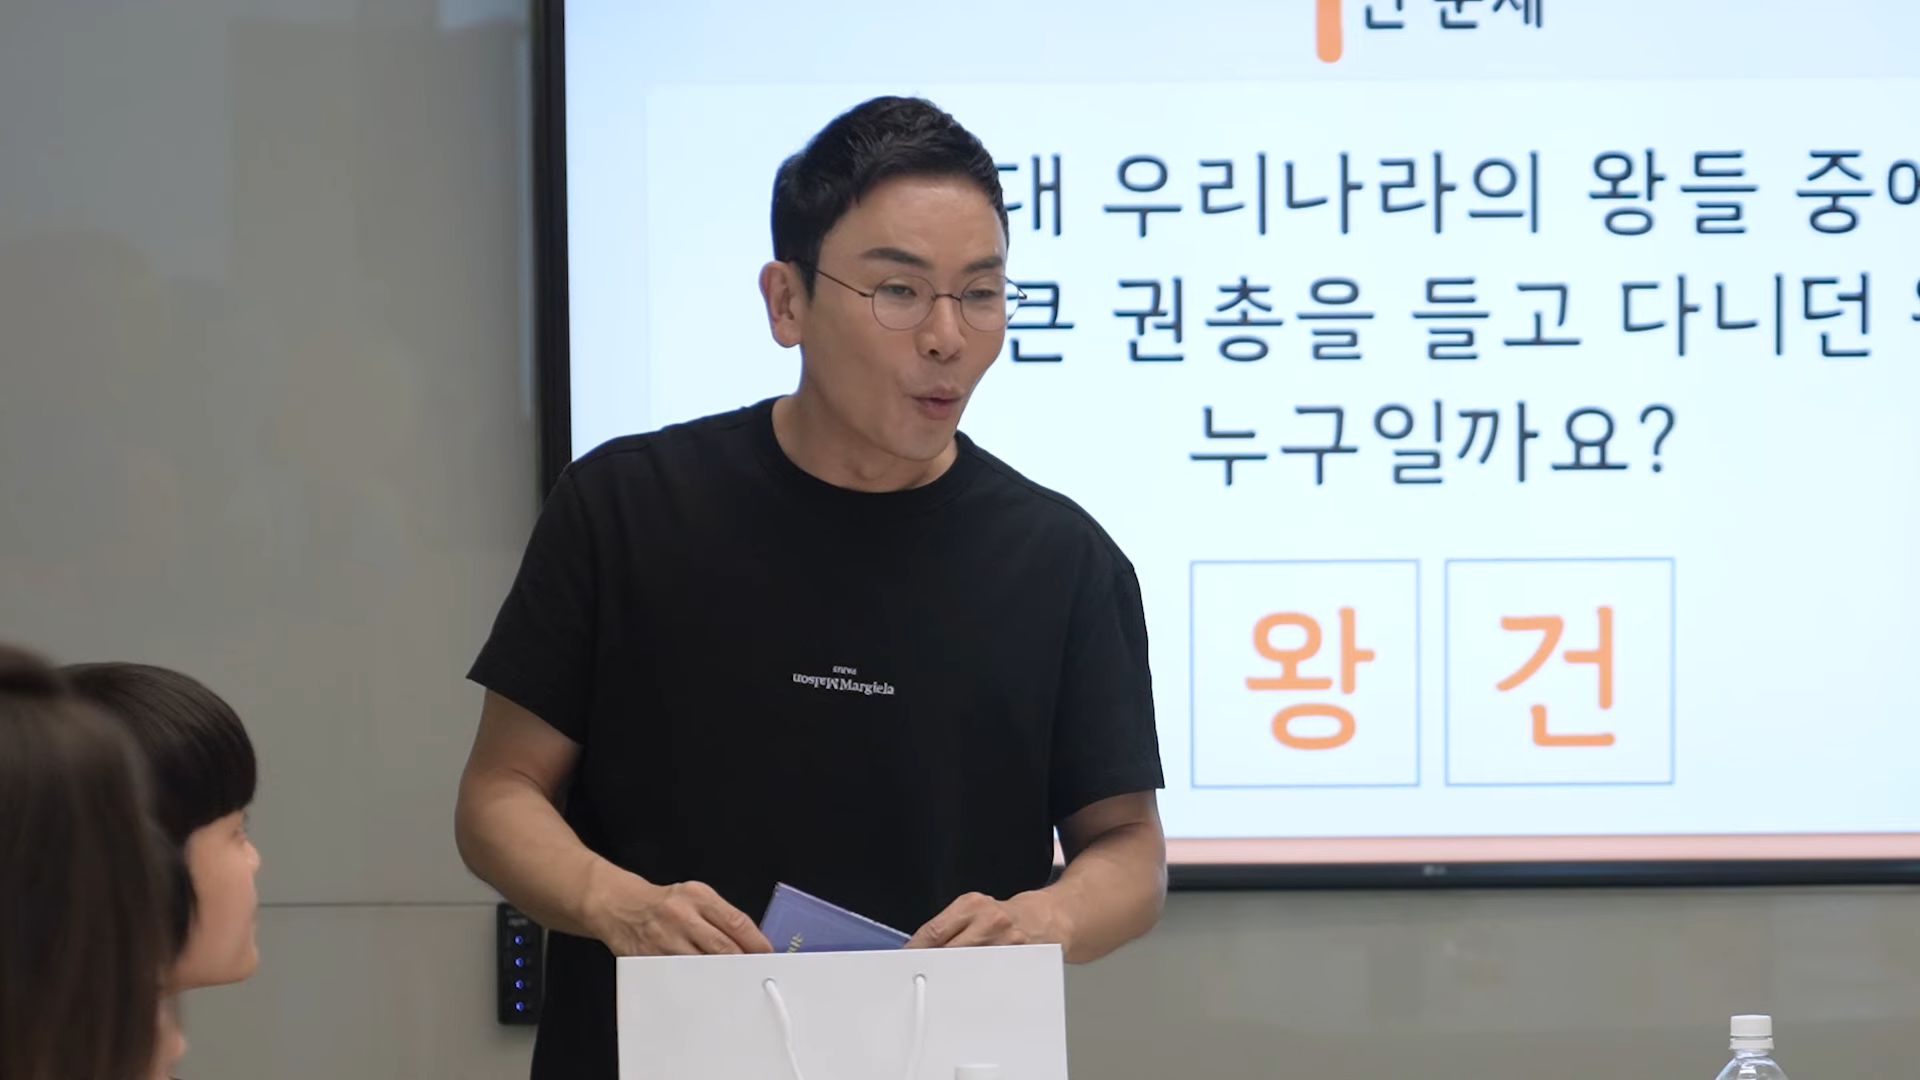 대 우리나라의 왕들 중에
큰 권총을 들고 다니던
누구일까요?
왕 건
PARIS
Maison Margiela